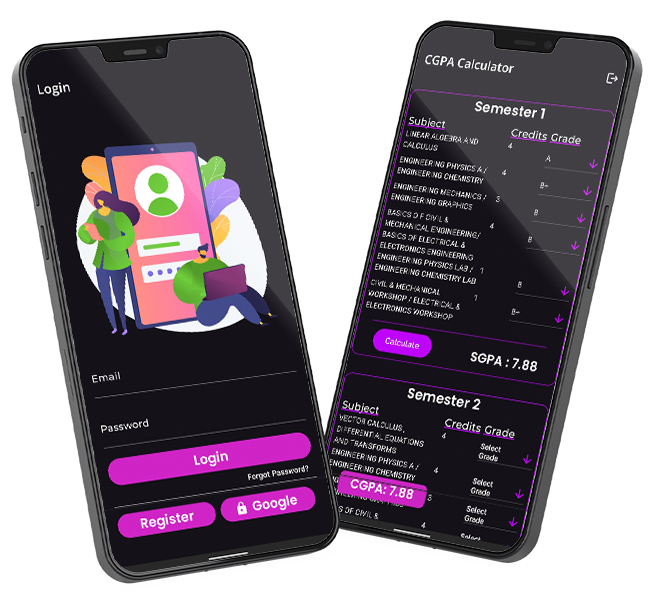 Login
Email
Password
Login
Forgot Password?
Register
Google
CGPA Calculator
Semester 1
Subject Credits Grade
LINEAR ALGEBRA AND
CALCULUS
4
A
ENGINEERING PHYSICS A /
ENGINEERING CHEMISTRY
4
B+
ENGINEERING MECHANICS /
ENGINEERING GRAPHICS
3
B
BASICS OF CIVIL &
MECHANICAL ENGINEERING/
BASICS OF ELECTRICAL &
ELECTRONICS ENGINEERING
4
B
ENGINEERING PHYSICS LAB /
ENGINEERING CHEMISTRY LAB
1
B
CIVIL & MECHANICAL
WORKSHOP / ELECTRICAL &
ELECTRONICS WORKSHOP
1
B+
Calculate
SGPA : 7.88
Semester 2
Subject Credits Grade
VECTOR CALCULUS,
DIFFERENTIAL EQUATIONS
AND TRANSFORMS
4
Select
Grade
ENGINEERING PHYSICS A /
ENGINEERING CHEMISTRY
4
Select
Grade
CGPA: 7.88
3
Select
Grade
S OF CIVIL &
4
Select